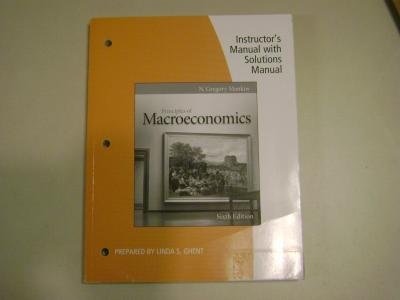 Instructor's
Manual with
Solutions
Manual
N. Gregory Mankiw
Principles of
Macroeconomics
Sixth Edition
PREPARED BY LINDA S. GHENT